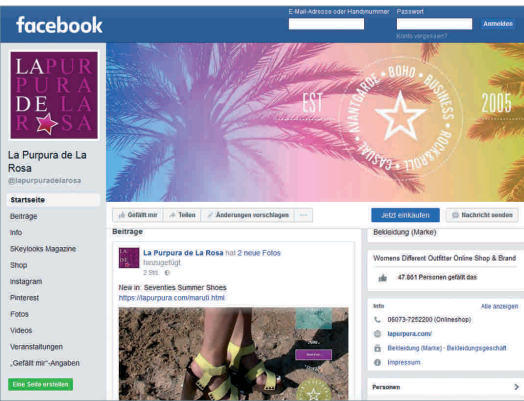 facebook
E-Mail-Adresse oder Handynummer
Passwort
Anmelden
Konto vergessen?
LAPUR
PURA
DE LA
ROSA
EST
AVANTGARDE • BOHO • BUSINESS • ROCK&ROLL • CASUAL
2005
La Purpura de La
Rosa
@lapurpuradelarosa
Startseite
Beiträge
Info
SKeylooks Magazine
Shop
Instagram
Pinterest
Fotos
Videos
Veranstaltungen
„Gefällt mir“-Angaben
Eine Seite erstellen
Gefällt mir
Teilen
Änderungen vorschlagen
Jetzt einkaufen
Nachricht senden
Beiträge
La Purpura de La Rosa hat 2 neue Fotos
hinzugefügt
2 Std.
New in: Seventies Summer Shoes
https://lapurpura.com/maruti.html
Bekleidung (Marke)
Womens Different Outfitter Online Shop & Brand
47.861 Personen gefällt das
Info
Alle anzeigen
06073-7252200 (Onlineshop)
lapurpura.com/
Bekleidung (Marke) · Bekleidungsgeschäft
Impressum
Personen